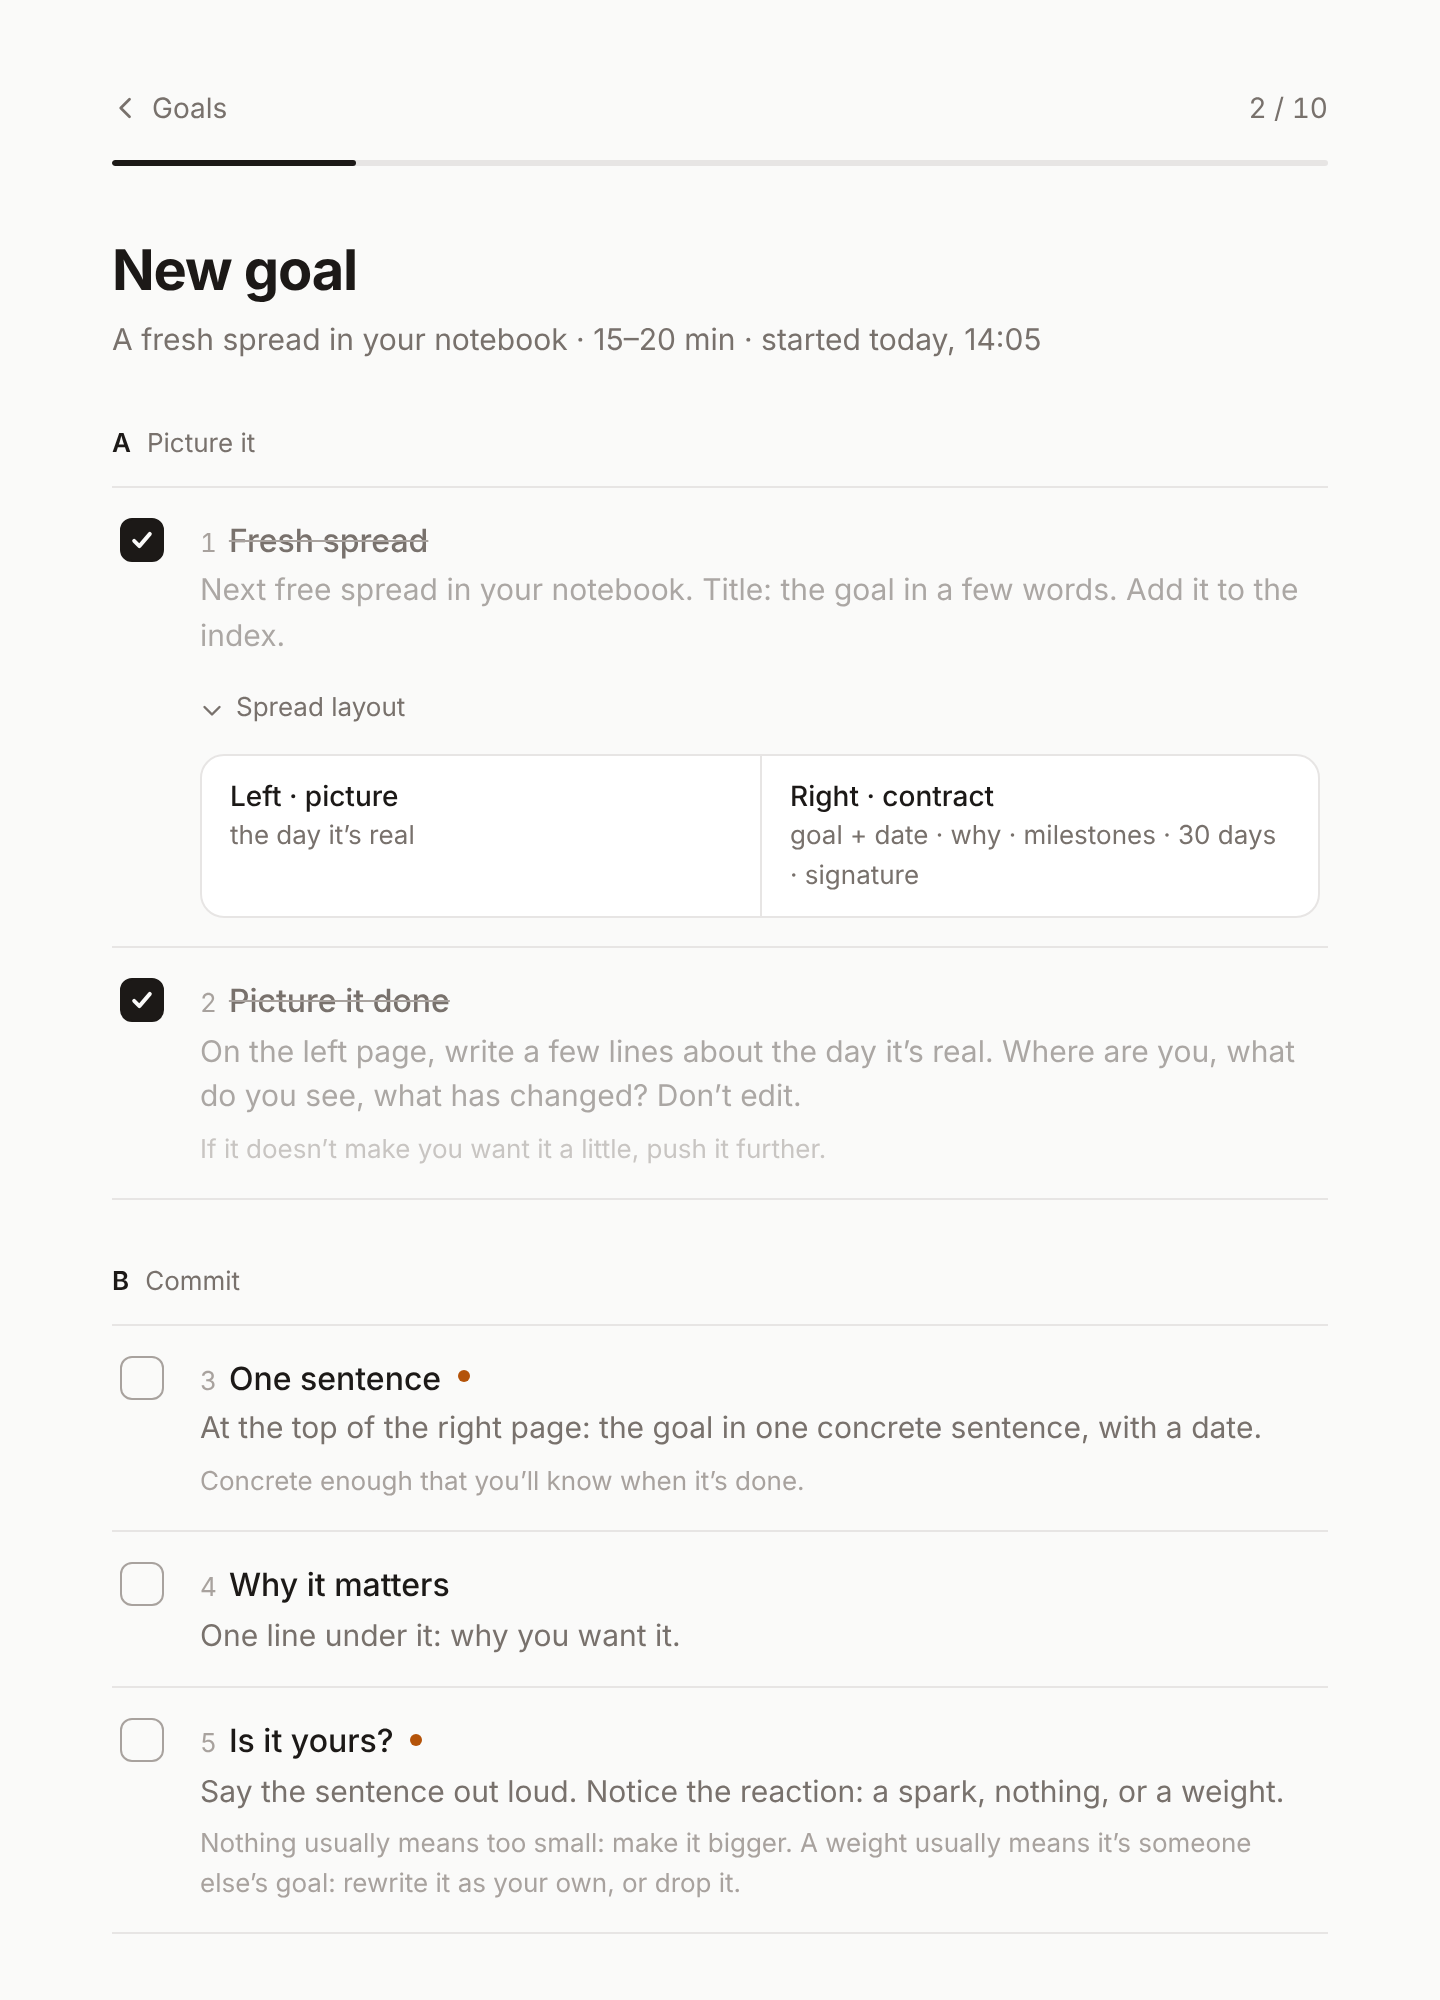 Goals
2 / 10
New goal
A fresh spread in your notebook · 15–20 min · started today, 14:05
A Picture it
1 Fresh spread
Next free spread in your notebook. Title: the goal in a few words. Add it to the
index.
Spread layout
Left · picture
the day it’s real
Right · contract
goal + date · why · milestones · 30 days
· signature
2 Picture it done
On the left page, write a few lines about the day it’s real. Where are you, what
do you see, what has changed? Don’t edit.
If it doesn’t make you want it a little, push it further.
B Commit
3 One sentence
At the top of the right page: the goal in one concrete sentence, with a date.
Concrete enough that you’ll know when it’s done.
4 Why it matters
One line under it: why you want it.
5 Is it yours?
Say the sentence out loud. Notice the reaction: a spark, nothing, or a weight.
Nothing usually means too small: make it bigger. A weight usually means it’s someone
else’s goal: rewrite it as your own, or drop it.